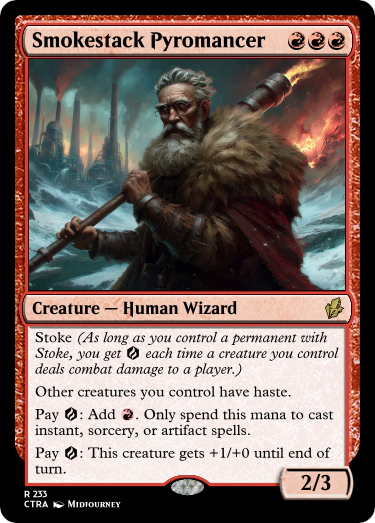 Smokestack Pyromancer
Creature — Human Wizard
Stoke (As long as you control a permanent with
Stoke, you get each time a creature you control
deals combat damage to a player.)
Other creatures you control have haste.
Pay : Add . Only spend this mana to cast
instant, sorcery, or artifact spells.
Pay : This creature gets +1/+0 until end of
turn.
2/3
R 233
CTRA Midjourney